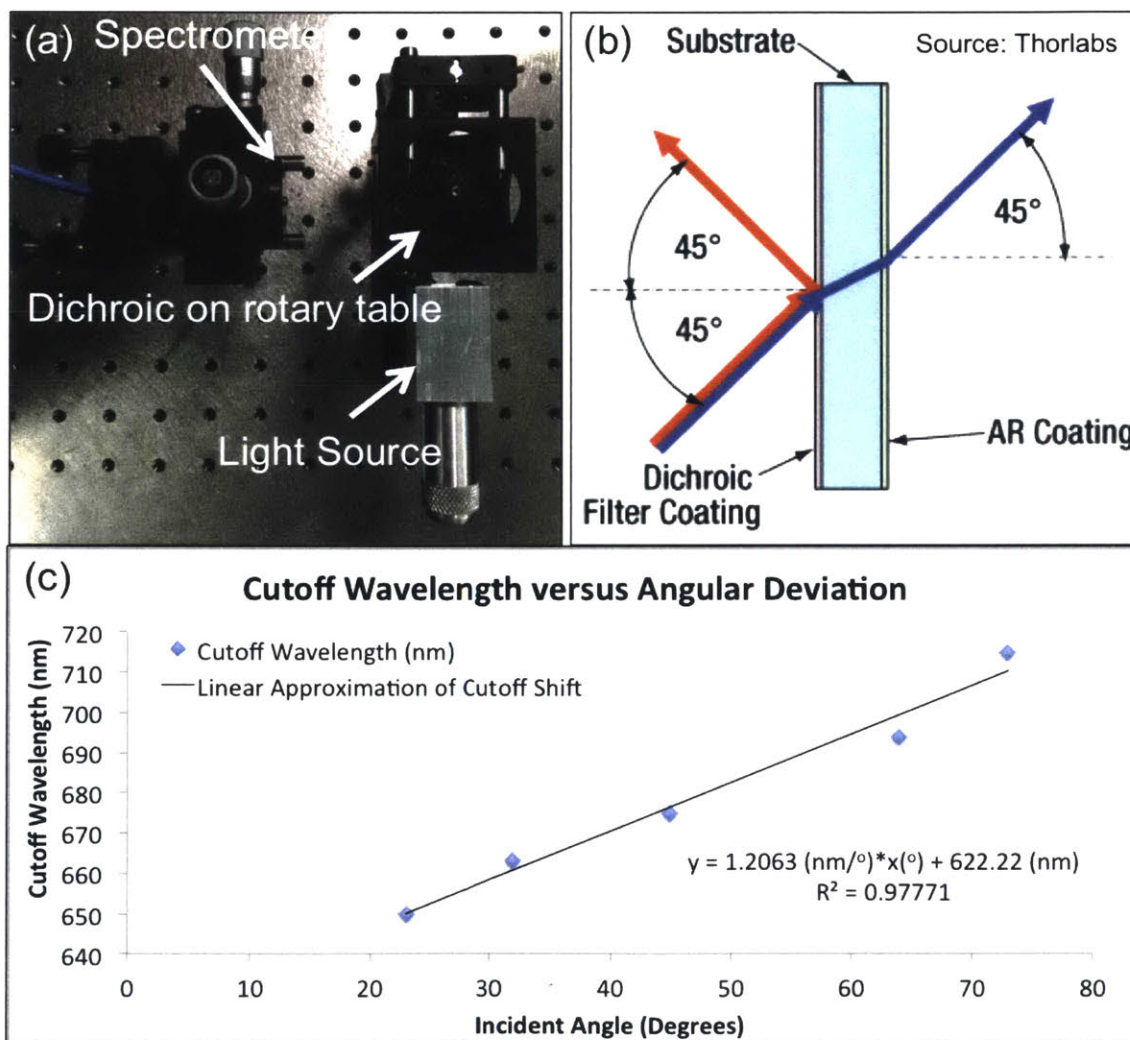 (a)
Spectromete
Dichroic on rotary table
Light Source
(b)
Substrate
Source: Thorlabs
45°
45°
45°
Dichroic
Filter Coating
AR Coating
(c)
Cutoff Wavelength versus Angular Deviation
Cutoff Wavelength (nm)
720
710
700
690
680
670
660
650
640
Cutoff Wavelength (nm)
Linear Approximation of Cutoff Shift
y = 1.2063 (nm/°)*x(°) + 622.22 (nm)
R² = 0.97771
0 10 20 30 40 50 60 70 80
Incident Angle (Degrees)